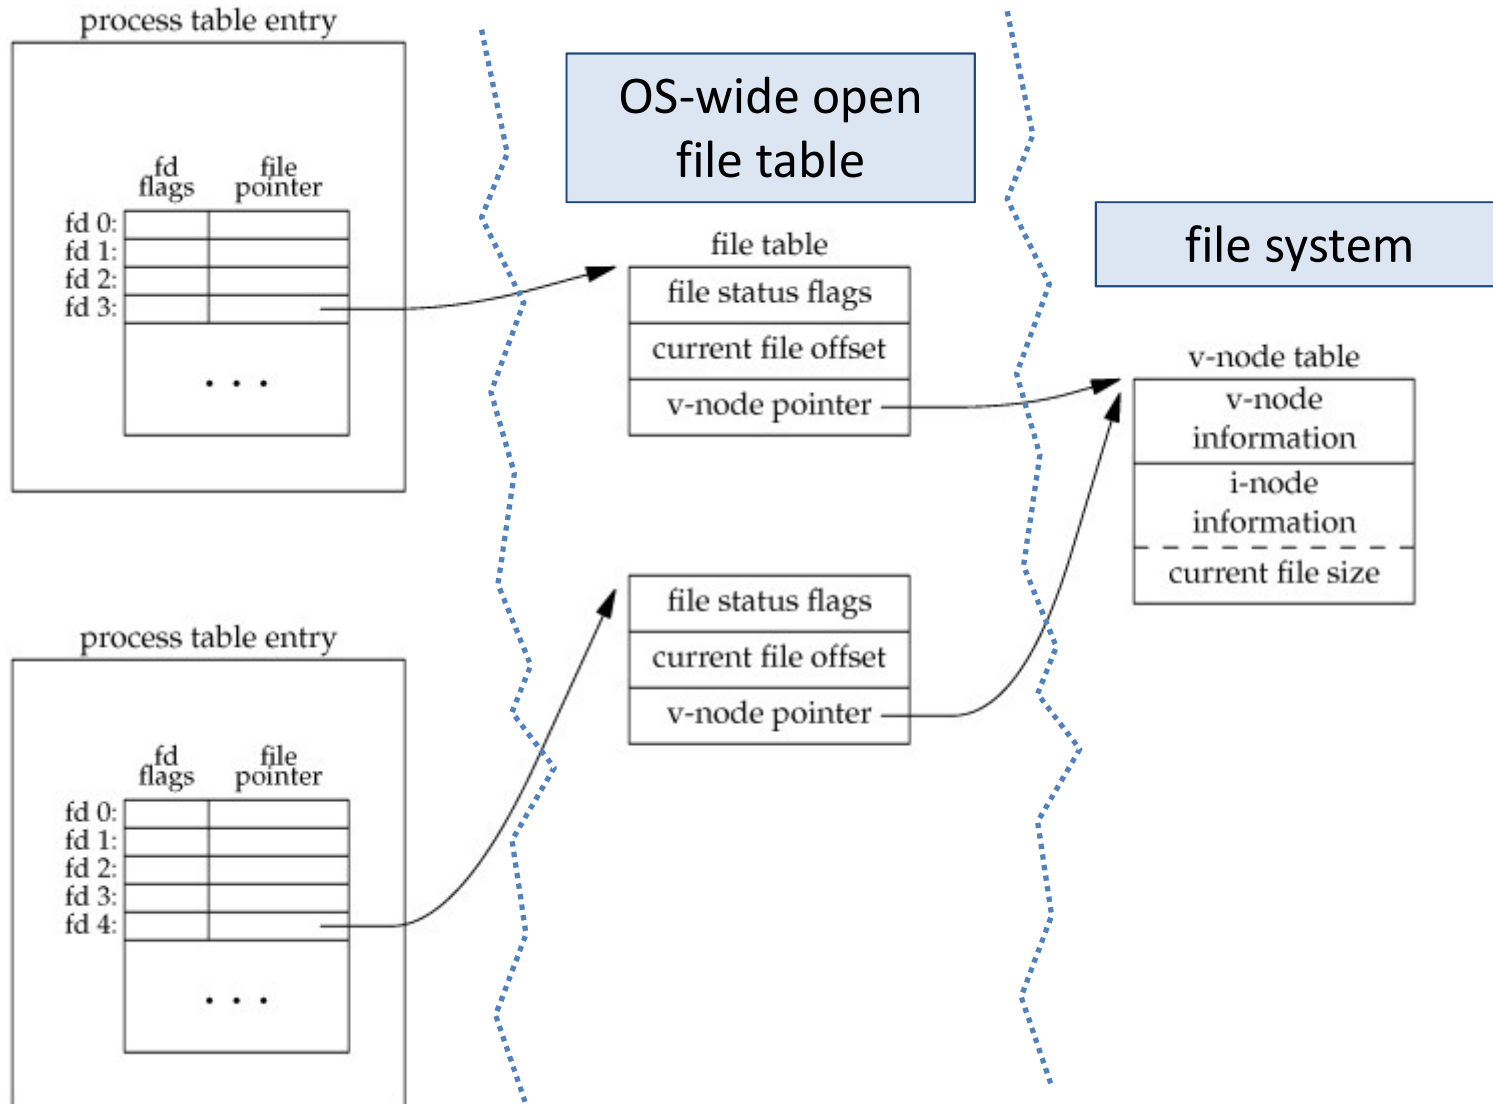 process table entry
fd
flags
file
pointer
fd 0:
fd 1:
fd 2:
fd 3:
. . .
OS-wide open
file table
file table
file status flags
current file offset
v-node pointer
file system
v-node table
v-node
information
i-node
information
current file size
file status flags
current file offset
v-node pointer
process table entry
fd
flags
file
pointer
fd 0:
fd 1:
fd 2:
fd 3:
fd 4:
. . .